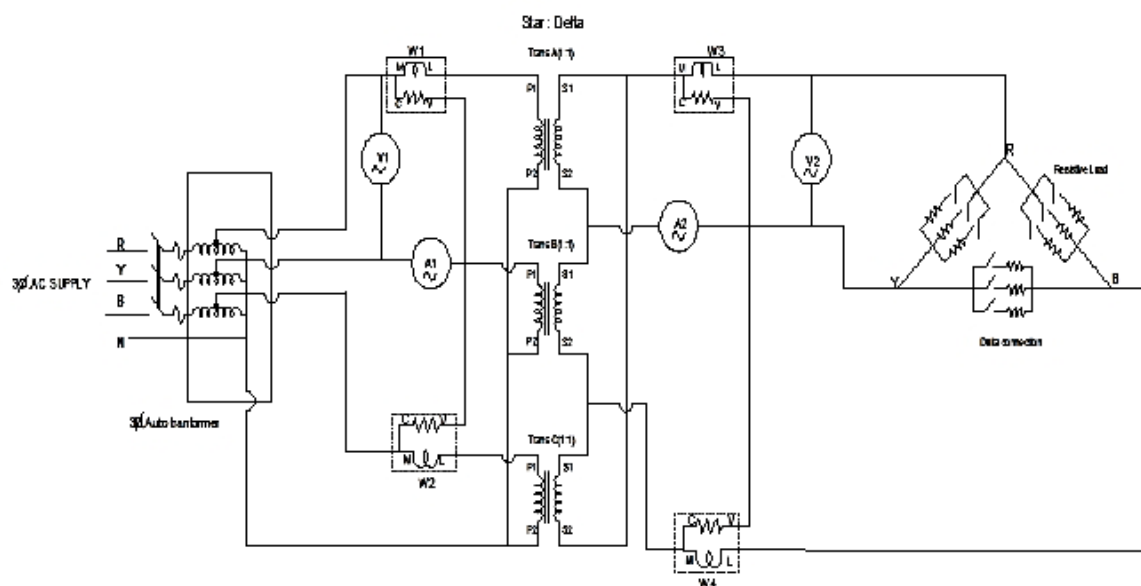 Star : Delta
W1
Trans A(1:1)
W3
M L
P1 S1
U L
C V
C V
V1
V2
P2 S2
R
Resistive Load
R
Y
B
N
3Ø AC SUPPLY
A1
A2
Trans B(1:1)
P1 S1
Y
B
P2 S2
Delta connection
3Ø Auto tranformer
C V
M L
W2
Trans C(1:1)
P1 S1
P2 S2
C V
M L
W4